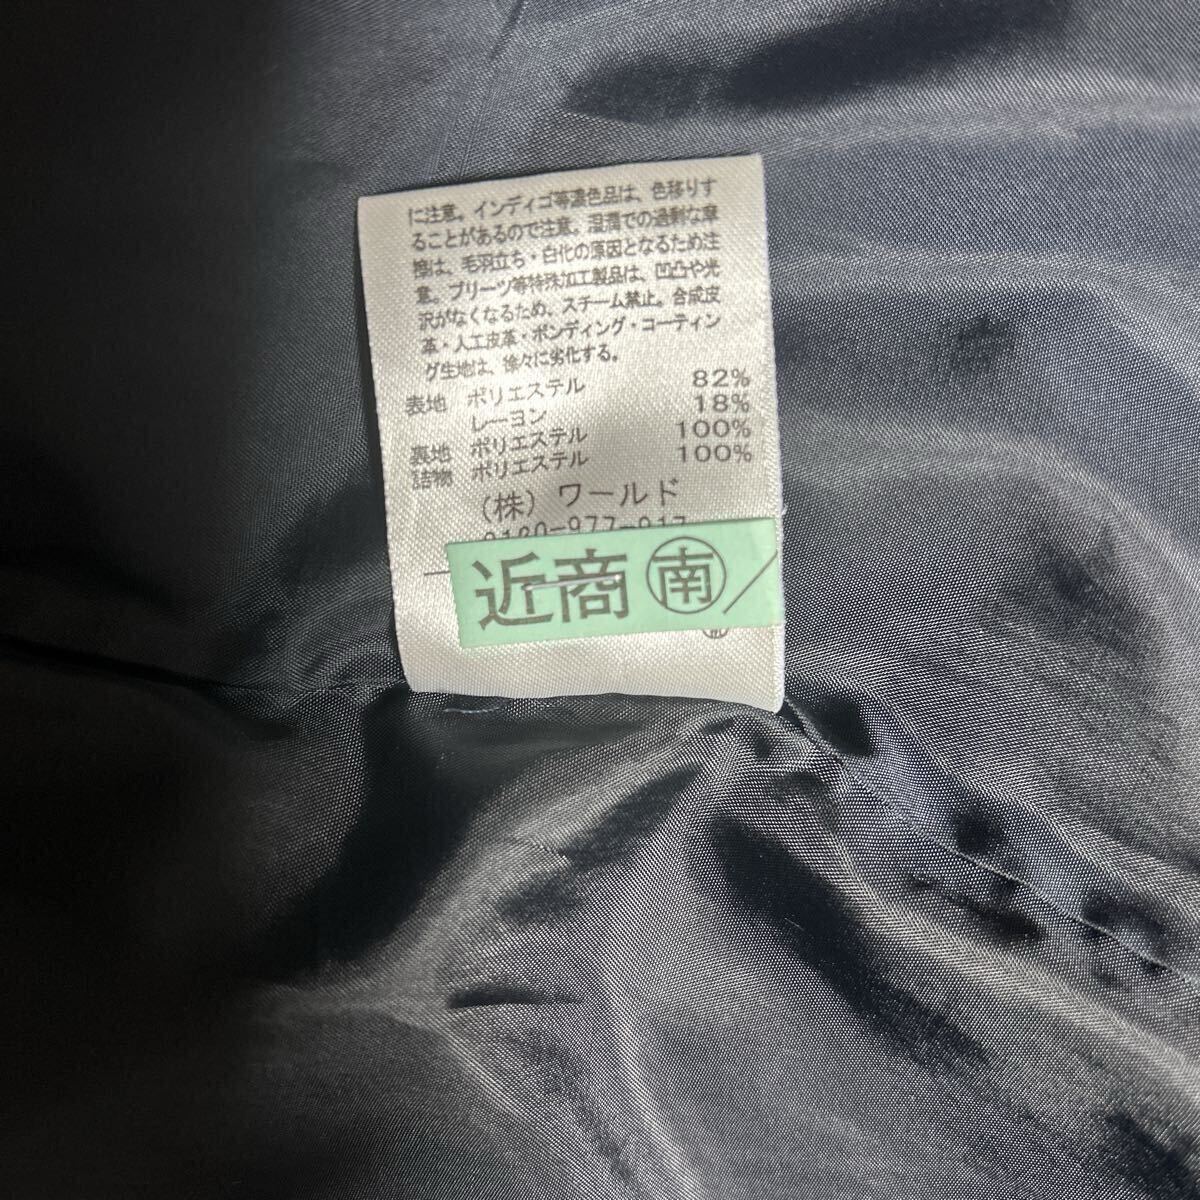 に注意。インディゴ等濃色品は、色移りす
ることがあるので注意。湿潤での過剰な摩
擦は、毛羽立ち・白化の原因となるため注
意。プリーツ等特殊加工製品は、凹凸や光
沢がなくなるため、スチーム禁止。合成皮
革・人工皮革・ボンディング・コーティン
グ生地は、徐々に劣化する。
表地 ポリエステル 82%
レーヨン 18%
裏地 ポリエステル 100%
詰物 ポリエステル 100%
(株) ワールド
0120-977-917
近商 南/